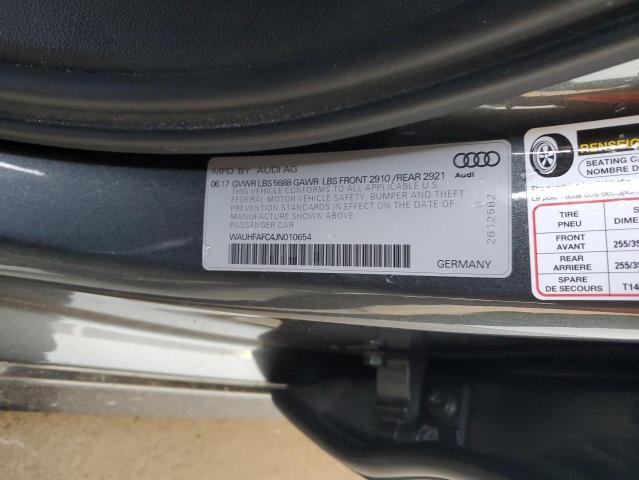 MFD. BY AUDI AG
06 17 GVWR LBS 5688 GAWR LBS FRONT 2910 /REAR 2921
THIS VEHICLE CONFORMS TO ALL APPLICABLE U.S.
FEDERAL MOTOR VEHICLE SAFETY, BUMPER AND THEFT
PREVENTION STANDARDS IN EFFECT ON THE DATE OF
MANUFACTURE SHOWN ABOVE.
PASSENGER CAR
WAUHFAFC4JN010654
GERMANY
Audi
2612582
RENSEIG
SEATING CA
NOMBRE D
TIRE
PNEU
DIME
FRONT
AVANT
255/35
REAR
ARRIERE
255/35
SPARE
DE SECOURS
T14